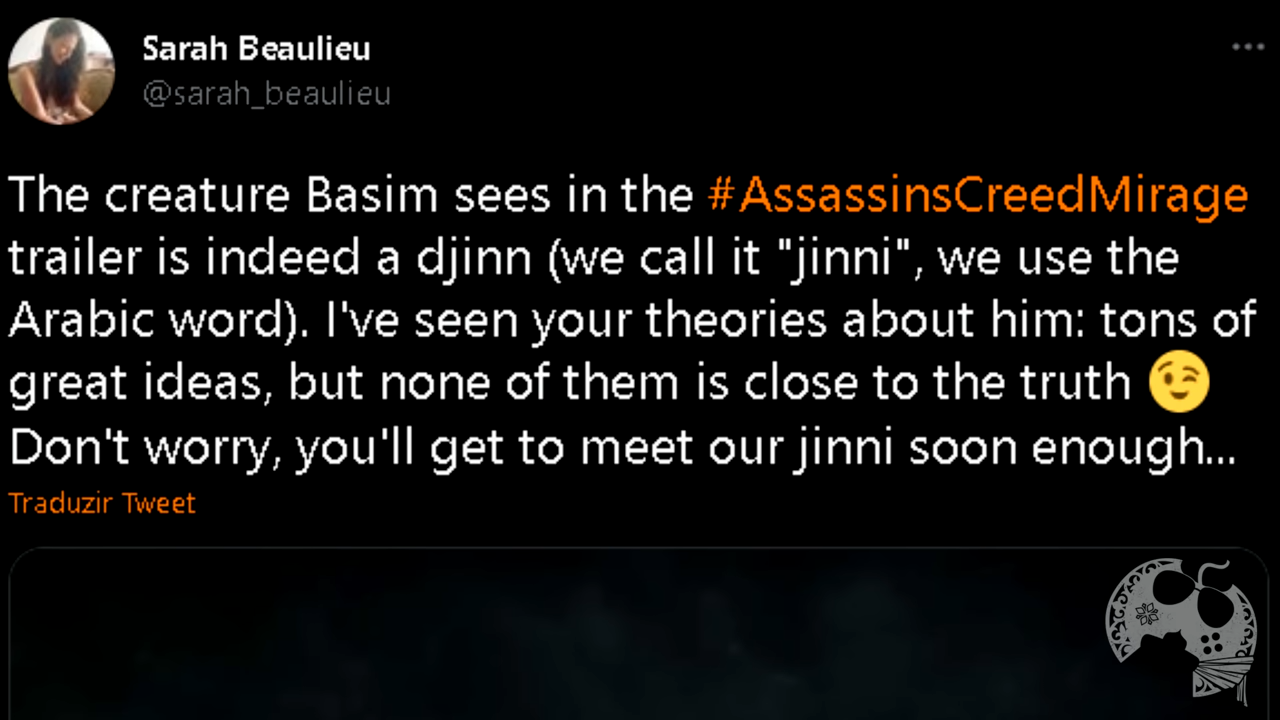 Sarah Beaulieu
@sarah_beaulieu
The creature Basim sees in the #AssassinsCreedMirage
trailer is indeed a djinn (we call it "jinni", we use the
Arabic word). I've seen your theories about him: tons of
great ideas, but none of them is close to the truth 😉
Don't worry, you'll get to meet our jinni soon enough...
Traduzir Tweet